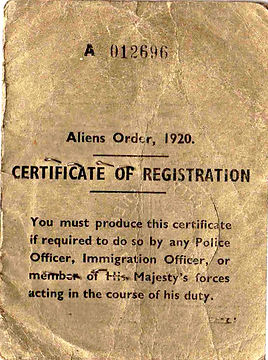 A 012696
Aliens Order, 1920.
CERTIFICATE OF REGISTRATION
You must produce this certificate
if required to do so by any Police
Officer, Immigration Officer, or
member of His Majesty's forces
acting in the course of his duty.